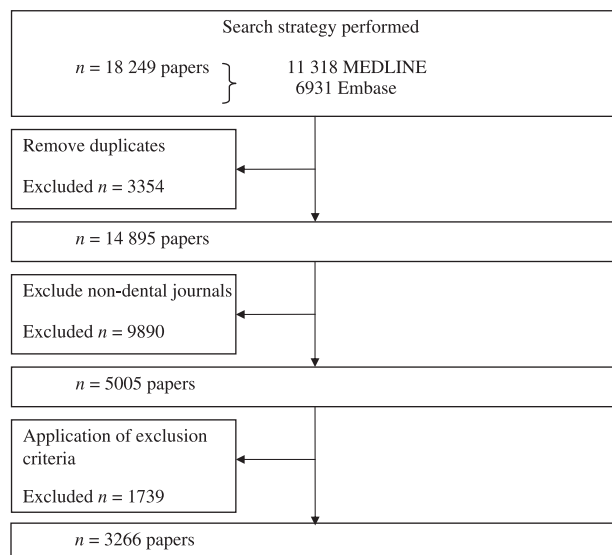 Search strategy performed
n = 18 249 papers
11 318 MEDLINE
6931 Embase
Remove duplicates
Excluded n = 3354
n = 14 895 papers
Exclude non-dental journals
Excluded n = 9890
n = 5005 papers
Application of exclusion
criteria
Excluded n = 1739
n = 3266 papers